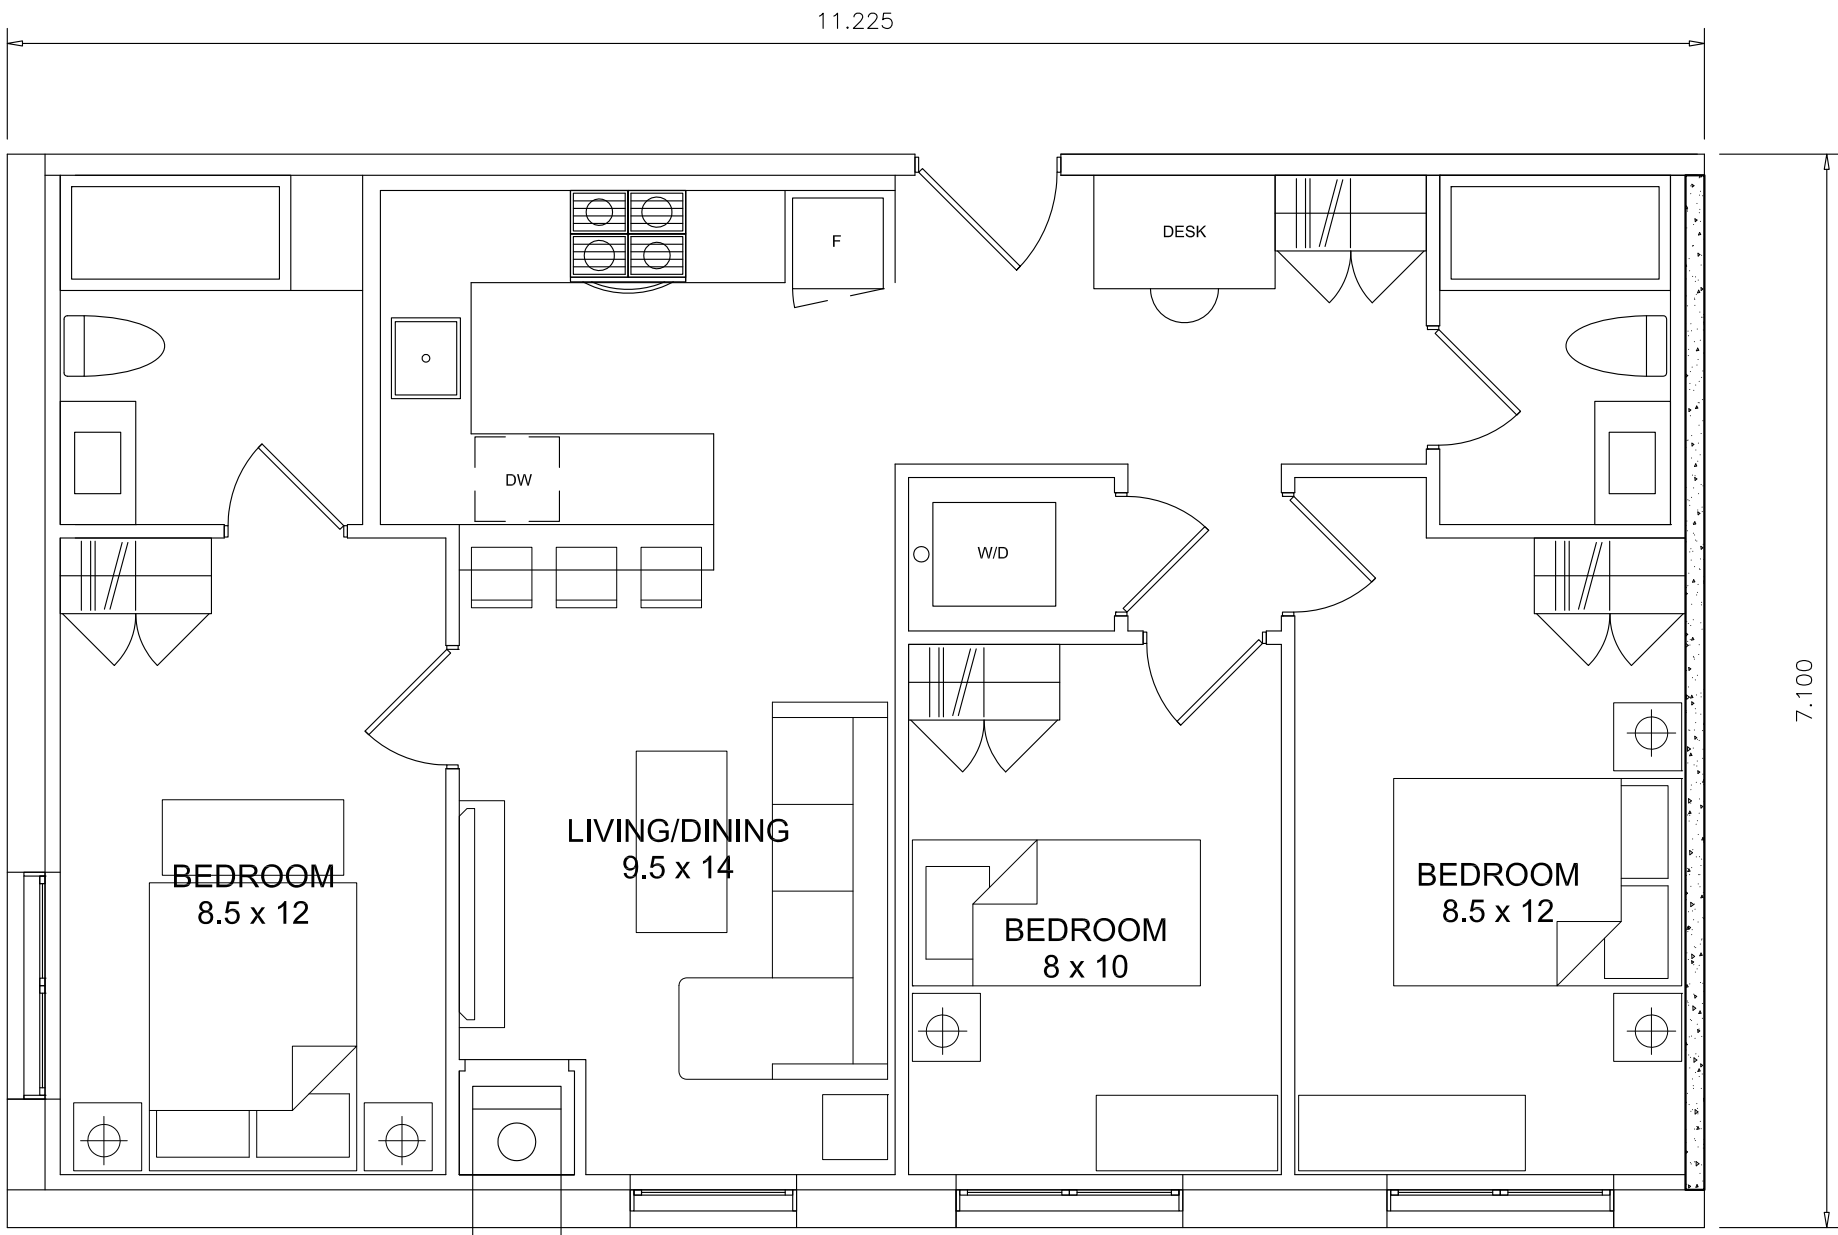 11.225
F
DESK
DW
W/D
7.100
LIVING/DINING
9.5 x 14
BEDROOM
8.5 x 12
BEDROOM
8 x 10
BEDROOM
8.5 x 12